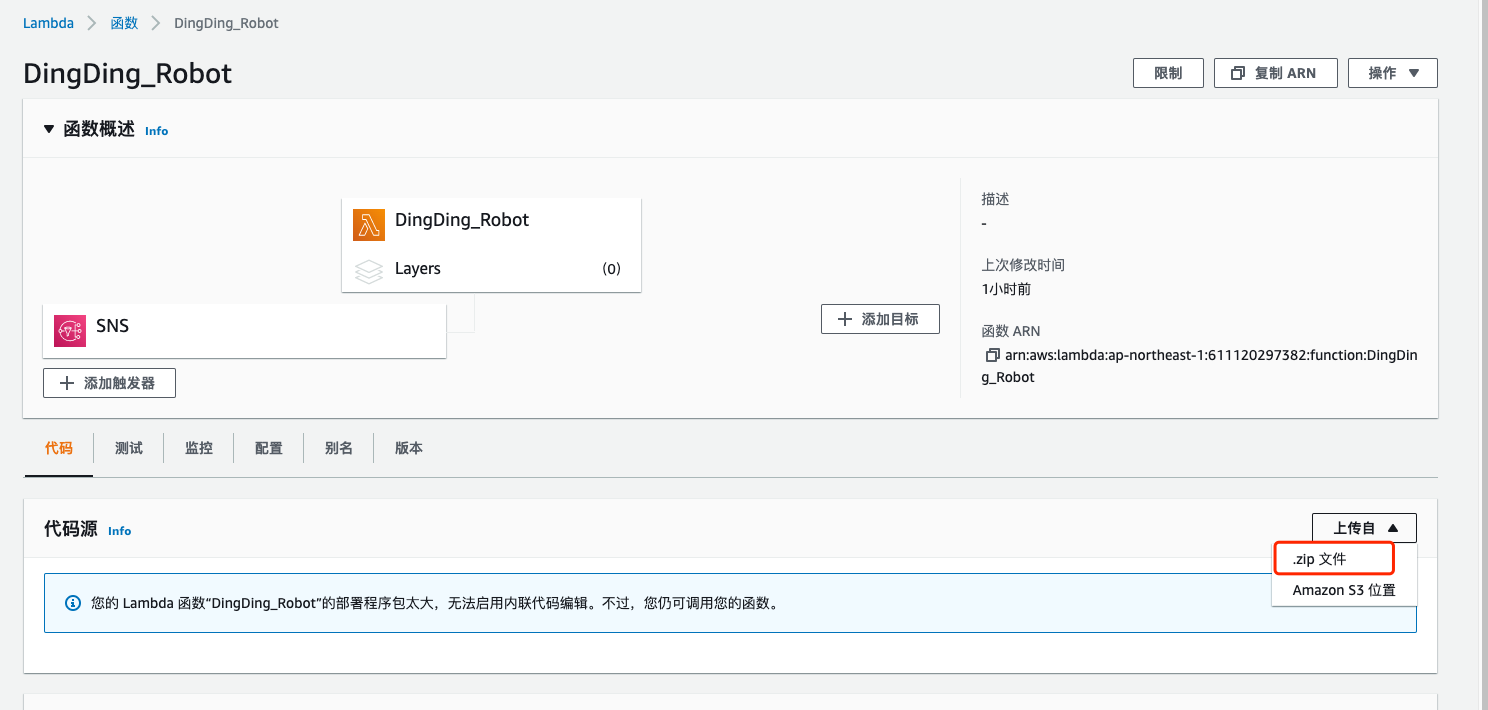 Lambda 函数 DingDing_Robot
DingDing_Robot
限制 复制 ARN 操作
函数概述 Info
DingDing_Robot
Layers (0)
SNS
添加触发器
添加目标
描述
-
上次修改时间
1小时前
函数 ARN
arn:aws:lambda:ap-northeast-1:611120297382:function:DingDin
g_Robot
代码 测试 监控 配置 别名 版本
代码源 Info
上传自
.zip 文件
Amazon S3 位置
您的 Lambda 函数“DingDing_Robot”的部署程序包太大，无法启用内联代码编辑。不过，您仍可调用您的函数。